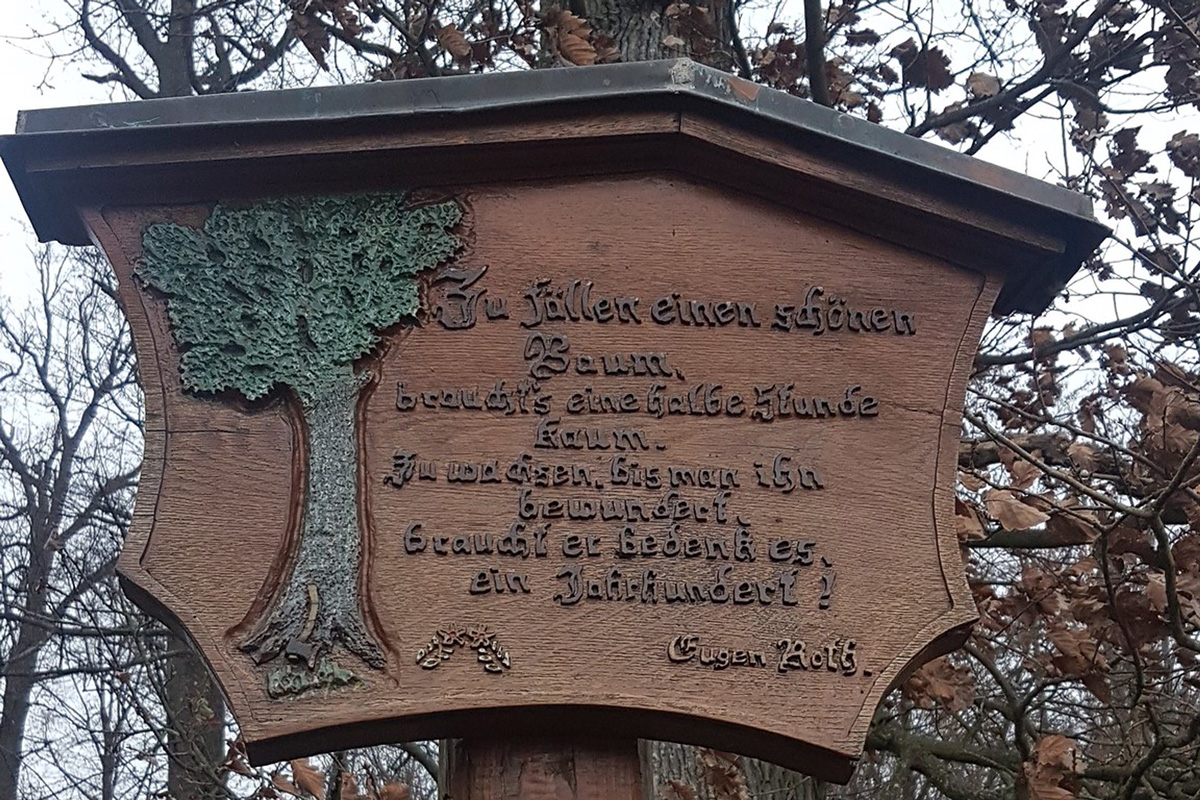 Zu fällen einen schönen
Baum,
braucht's eine halbe Stunde
kaum.
Zu wachsen, bis man ihn
bewundert,
braucht er bedenk es,
ein Jahrhundert!
Eugen Roth.